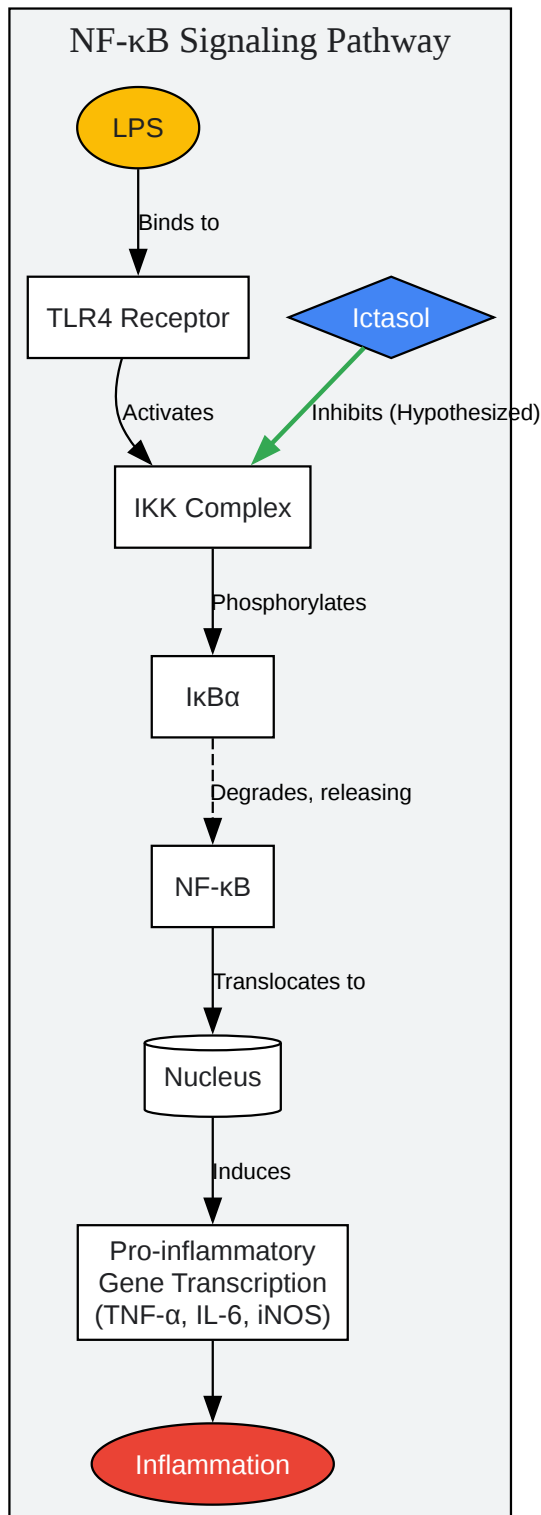 NF-κB Signaling Pathway
LPS
Binds to
TLR4 Receptor
Ictasol
Activates
Inhibits (Hypothesized)
IKK Complex
Phosphorylates
IκBα
Degrades, releasing
NF-κB
Translocates to
Nucleus
Induces
Pro-inflammatory
Gene Transcription
(TNF-α, IL-6, iNOS)
Inflammation